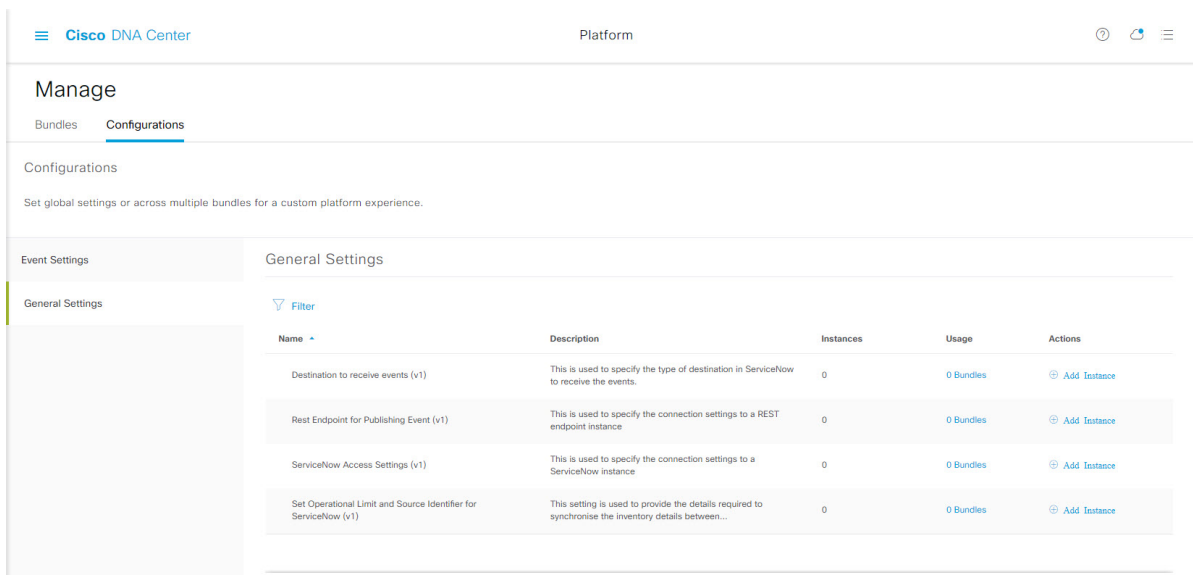 Cisco DNA Center
Platform
Manage
Bundles Configurations
Configurations
Set global settings or across multiple bundles for a custom platform experience.
Event Settings
General Settings
General Settings
Filter
Name Description Instances Usage Actions
Destination to receive events (v1)
This is used to specify the type of destination in ServiceNow
to receive the events.
0 0 Bundles Add Instance
Rest Endpoint for Publishing Event (v1)
This is used to specify the connection settings to a REST
endpoint instance
0 0 Bundles Add Instance
ServiceNow Access Settings (v1)
This is used to specify the connection settings to a
ServiceNow instance
0 0 Bundles Add Instance
Set Operational Limit and Source Identifier for
ServiceNow (v1)
This setting is used to provide the details required to
synchronise the inventory details between...
0 0 Bundles Add Instance